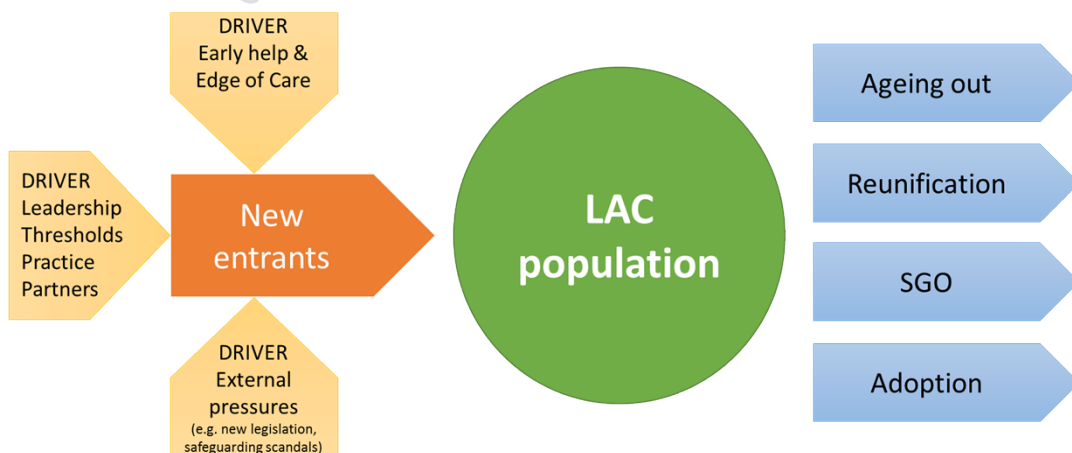 DRIVER
Early help &
Edge of Care
DRIVER
Leadership
Thresholds
Practice
Partners
New
entrants
DRIVER
External
pressures
(e.g. new legislation,
safeguarding scandals)
LAC
population
Ageing out
Reunification
SGO
Adoption